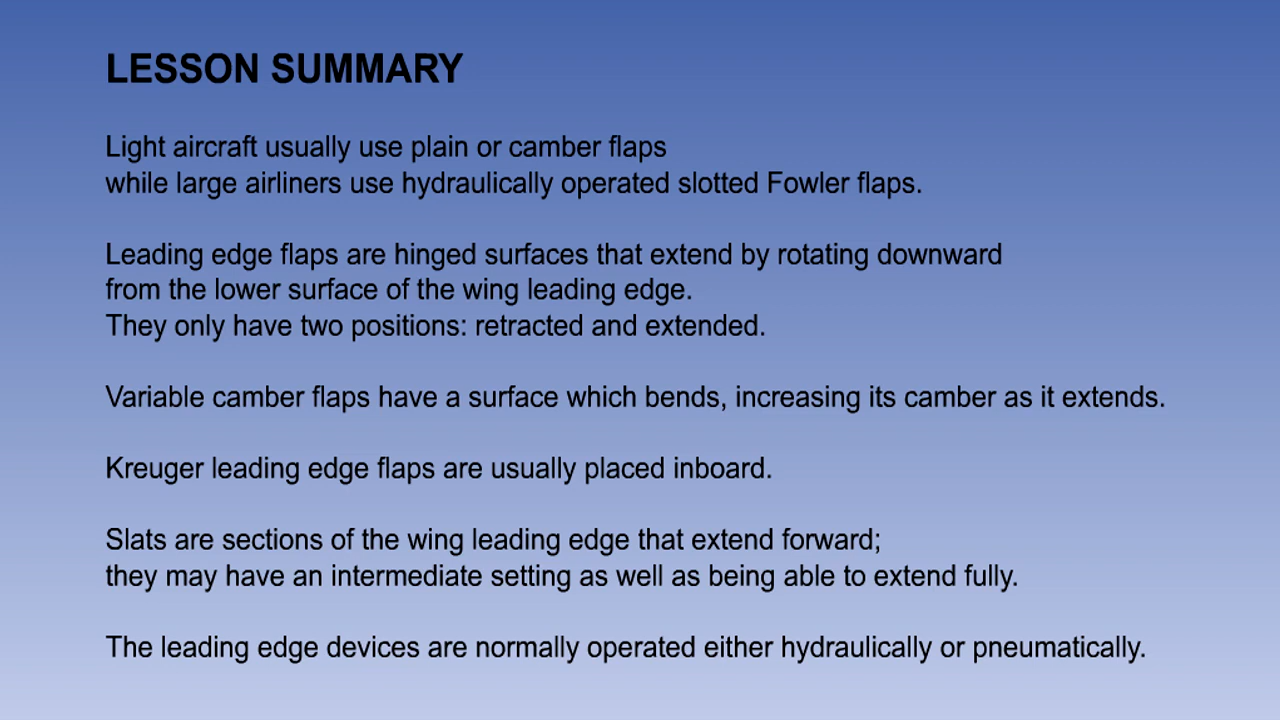 LESSON SUMMARY
Light aircraft usually use plain or camber flaps
while large airliners use hydraulically operated slotted Fowler flaps.
Leading edge flaps are hinged surfaces that extend by rotating downward
from the lower surface of the wing leading edge.
They only have two positions: retracted and extended.
Variable camber flaps have a surface which bends, increasing its camber as it extends.
Kreuger leading edge flaps are usually placed inboard.
Slats are sections of the wing leading edge that extend forward;
they may have an intermediate setting as well as being able to extend fully.
The leading edge devices are normally operated either hydraulically or pneumatically.